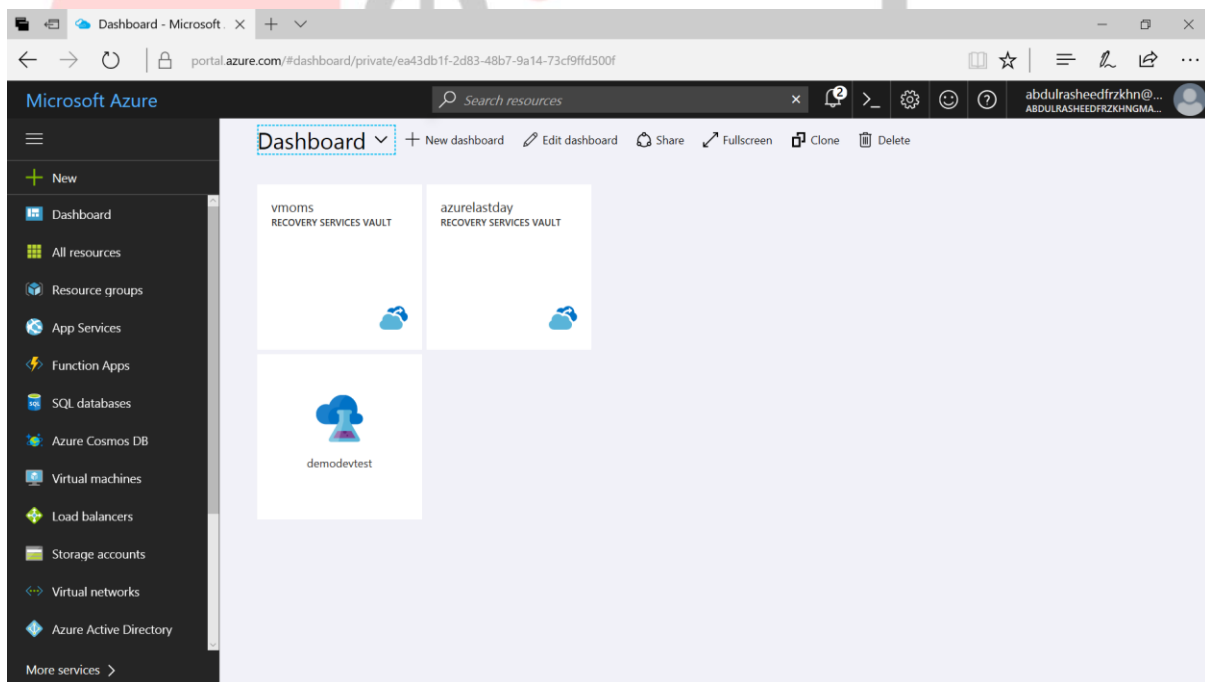 Dashboard - Microsoft
portal.azure.com/#dashboard/private/ea43db1f-2d83-48b7-9a14-73cf9ffd500f
Microsoft Azure
Search resources
2
abdulrasheedfrzkhn@...
ABDULRASHEEDFRZKHNGMA...
Dashboard
New dashboard
Edit dashboard
Share
Fullscreen
Clone
Delete
New
Dashboard
All resources
Resource groups
App Services
Function Apps
SQL databases
Azure Cosmos DB
Virtual machines
Load balancers
Storage accounts
Virtual networks
Azure Active Directory
More services
vmoms
RECOVERY SERVICES VAULT
azurelastday
RECOVERY SERVICES VAULT
demodevtest